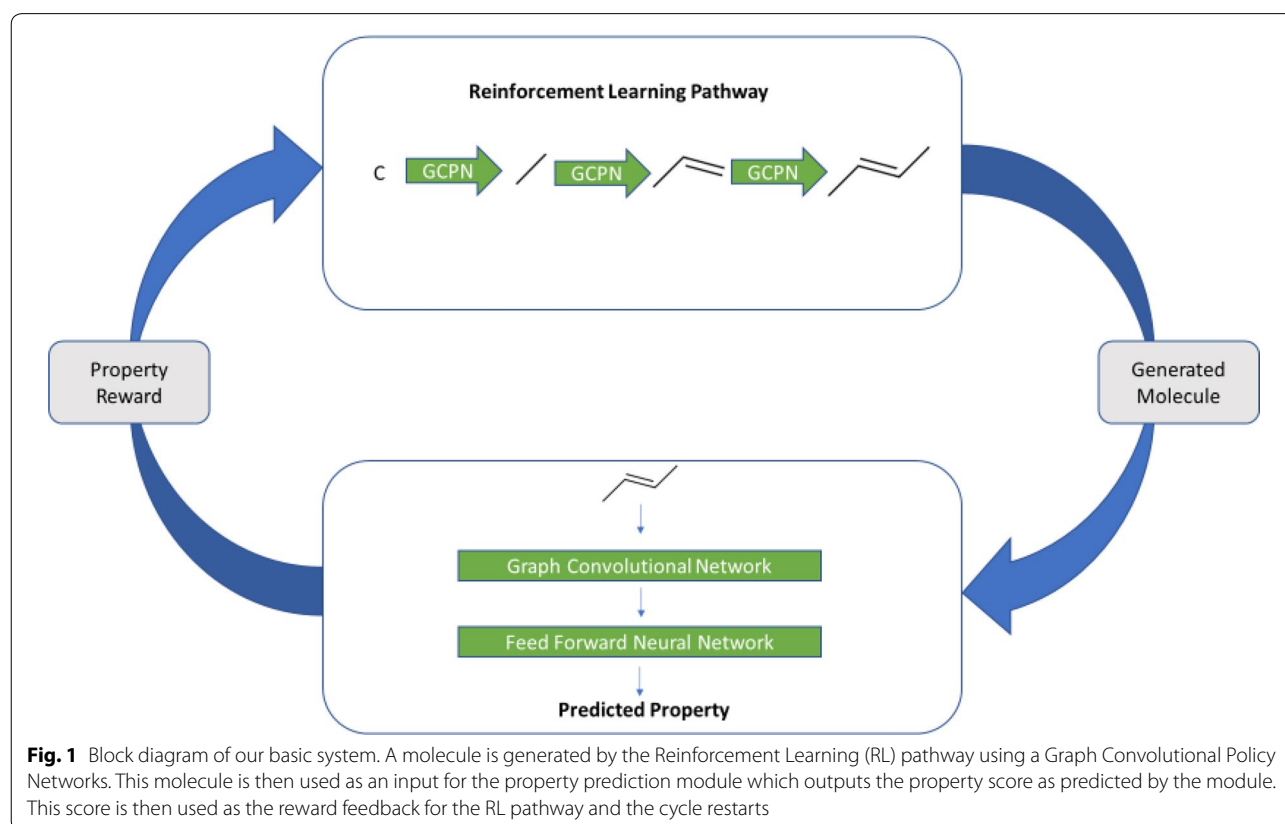 Reinforcement Learning Pathway
C
GCPN
GCPN
GCPN
Property
Reward
Generated
Molecule
Graph Convolutional Network
Feed Forward Neural Network
Predicted Property
Fig. 1 Block diagram of our basic system. A molecule is generated by the Reinforcement Learning (RL) pathway using a Graph Convolutional Policy
Networks. This molecule is then used as an input for the property prediction module which outputs the property score as predicted by the module.
This score is then used as the reward feedback for the RL pathway and the cycle restarts